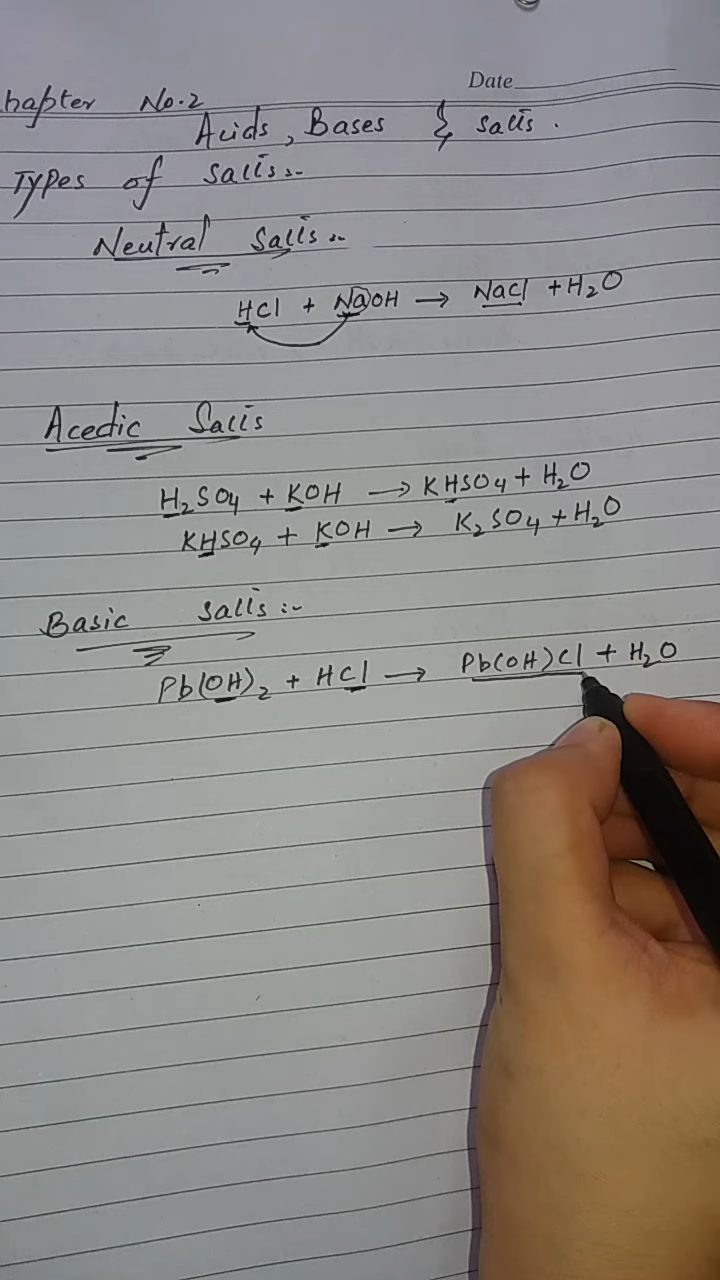 Date
hapter No.2
Acids, Bases & Salts.
Types of Salts:-
Neutral Salts:-
HCl + NaOH → NaCl + H₂O
Acedic Salts
H₂SO₄ + KOH → KHSO₄ + H₂O
KHSO₄ + KOH → K₂SO₄ + H₂O
Basic Salts:-
Pb(OH)₂ + HCl → Pb(OH)Cl + H₂O